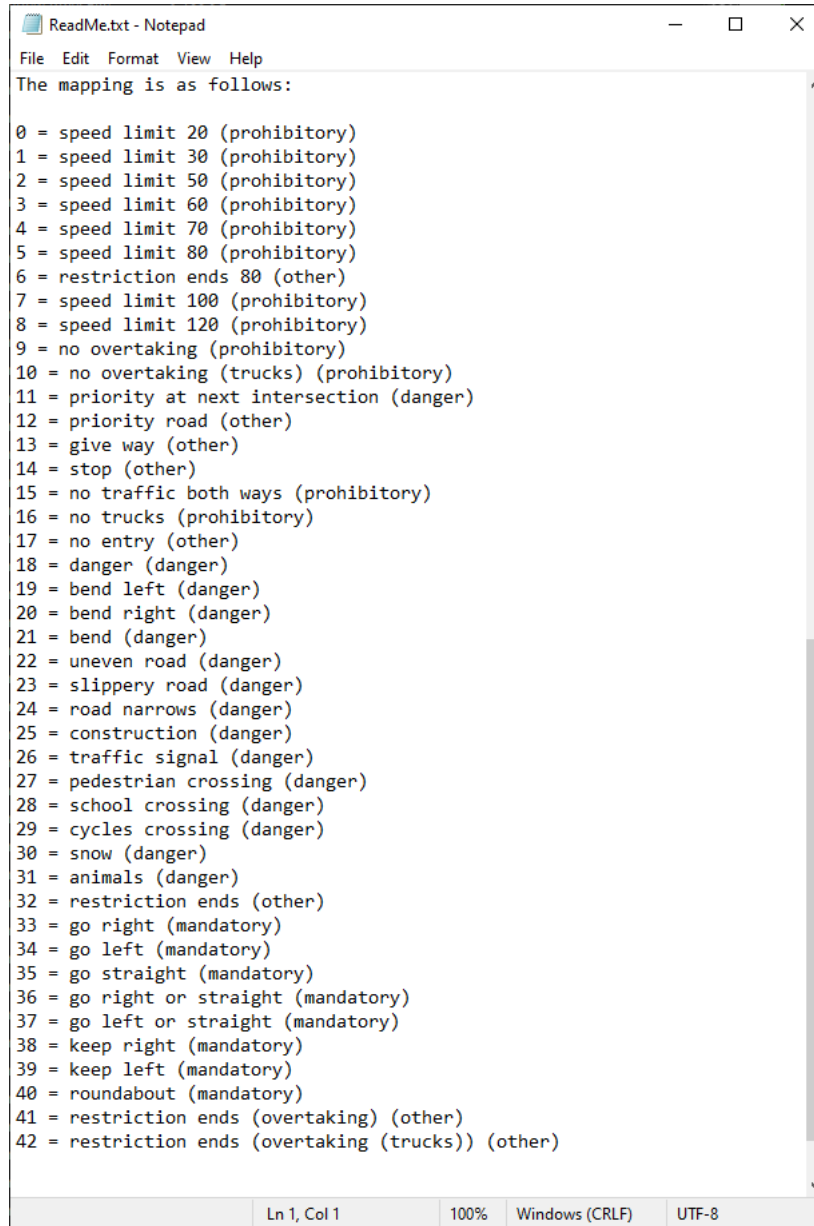 ReadMe.txt - Notepad
File Edit Format View Help
The mapping is as follows:
0 = speed limit 20 (prohibitory)
1 = speed limit 30 (prohibitory)
2 = speed limit 50 (prohibitory)
3 = speed limit 60 (prohibitory)
4 = speed limit 70 (prohibitory)
5 = speed limit 80 (prohibitory)
6 = restriction ends 80 (other)
7 = speed limit 100 (prohibitory)
8 = speed limit 120 (prohibitory)
9 = no overtaking (prohibitory)
10 = no overtaking (trucks) (prohibitory)
11 = priority at next intersection (danger)
12 = priority road (other)
13 = give way (other)
14 = stop (other)
15 = no traffic both ways (prohibitory)
16 = no trucks (prohibitory)
17 = no entry (other)
18 = danger (danger)
19 = bend left (danger)
20 = bend right (danger)
21 = bend (danger)
22 = uneven road (danger)
23 = slippery road (danger)
24 = road narrows (danger)
25 = construction (danger)
26 = traffic signal (danger)
27 = pedestrian crossing (danger)
28 = school crossing (danger)
29 = cycles crossing (danger)
30 = snow (danger)
31 = animals (danger)
32 = restriction ends (other)
33 = go right (mandatory)
34 = go left (mandatory)
35 = go straight (mandatory)
36 = go right or straight (mandatory)
37 = go left or straight (mandatory)
38 = keep right (mandatory)
39 = keep left (mandatory)
40 = roundabout (mandatory)
41 = restriction ends (overtaking) (other)
42 = restriction ends (overtaking (trucks)) (other)
Ln 1, Col 1 100% Windows (CRLF) UTF-8